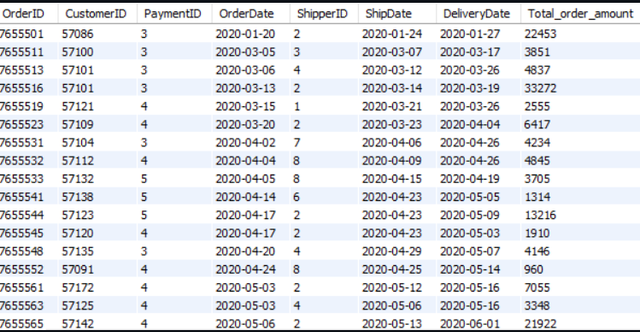 OrderID CustomerID PaymentID OrderDate ShipperID ShipDate DeliveryDate Total_order_amount
7655501 57086 3 2020-01-20 2 2020-01-24 2020-01-27 22453
7655511 57100 3 2020-03-05 3 2020-03-07 2020-03-17 3851
7655513 57101 3 2020-03-06 4 2020-03-12 2020-03-26 4837
7655516 57101 3 2020-03-13 2 2020-03-14 2020-03-19 33272
7655519 57121 4 2020-03-15 1 2020-03-21 2020-03-26 2555
7655523 57109 4 2020-03-20 2 2020-03-23 2020-04-04 6417
7655531 57104 3 2020-04-02 7 2020-04-06 2020-04-26 4234
7655532 57112 4 2020-04-04 8 2020-04-09 2020-04-26 4845
7655533 57132 5 2020-04-05 8 2020-04-15 2020-04-19 3705
7655541 57138 5 2020-04-14 6 2020-04-23 2020-05-05 1314
7655544 57123 5 2020-04-17 2 2020-04-23 2020-05-09 13216
7655545 57120 4 2020-04-17 2 2020-04-23 2020-05-03 1910
7655548 57135 3 2020-04-20 4 2020-04-29 2020-05-07 4146
7655552 57091 4 2020-04-24 8 2020-04-25 2020-05-14 960
7655561 57172 4 2020-05-03 2 2020-05-12 2020-05-16 7055
7655563 57125 4 2020-05-03 4 2020-05-06 2020-05-16 3348
7655565 57142 4 2020-05-06 2 2020-05-13 2020-06-01 21922